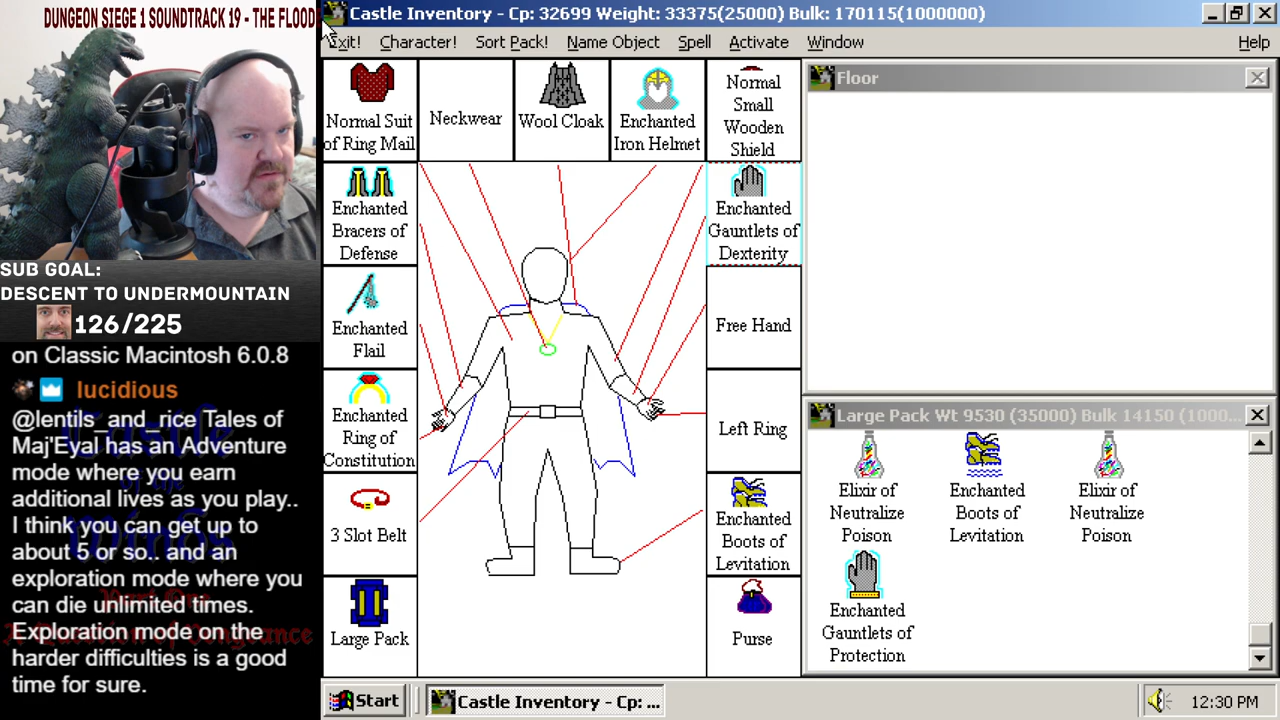 DUNGEON SIEGE 1 SOUNDTRACK 19 - THE FLOOD
SUB GOAL:
DESCENT TO UNDERMOUNTAIN
126/225
on Classic Macintosh 6.0.8
lucidious
@lentils_and_rice Tales of
Maj'Eyal has an Adventure
mode where you earn
additional lives as you play..
I think you can get up to
about 5 or so.. and an
exploration mode where you
can die unlimited times.
Exploration mode on the
harder difficulties is a good
time for sure.
Castle Inventory - Cp: 32699 Weight: 33375(25000) Bulk: 170115(1000000)
Exit! Character! Sort Pack! Name Object Spell Activate Window Help
Normal Suit
of Ring Mail
Neckwear
Wool Cloak
Enchanted
Iron Helmet
Normal
Small
Wooden
Shield
Enchanted
Bracers of
Defense
Enchanted
Gauntlets of
Dexterity
Enchanted
Flail
Free Hand
Enchanted
Ring of
Constitution
Left Ring
3 Slot Belt
Enchanted
Boots of
Levitation
Large Pack
Purse
Floor
Large Pack Wt 9530 (35000) Bulk 14150 (1000...
Elixir of
Neutralize
Poison
Enchanted
Boots of
Levitation
Elixir of
Neutralize
Poison
Enchanted
Gauntlets of
Protection
Start
Castle Inventory - Cp: ...
12:30 PM